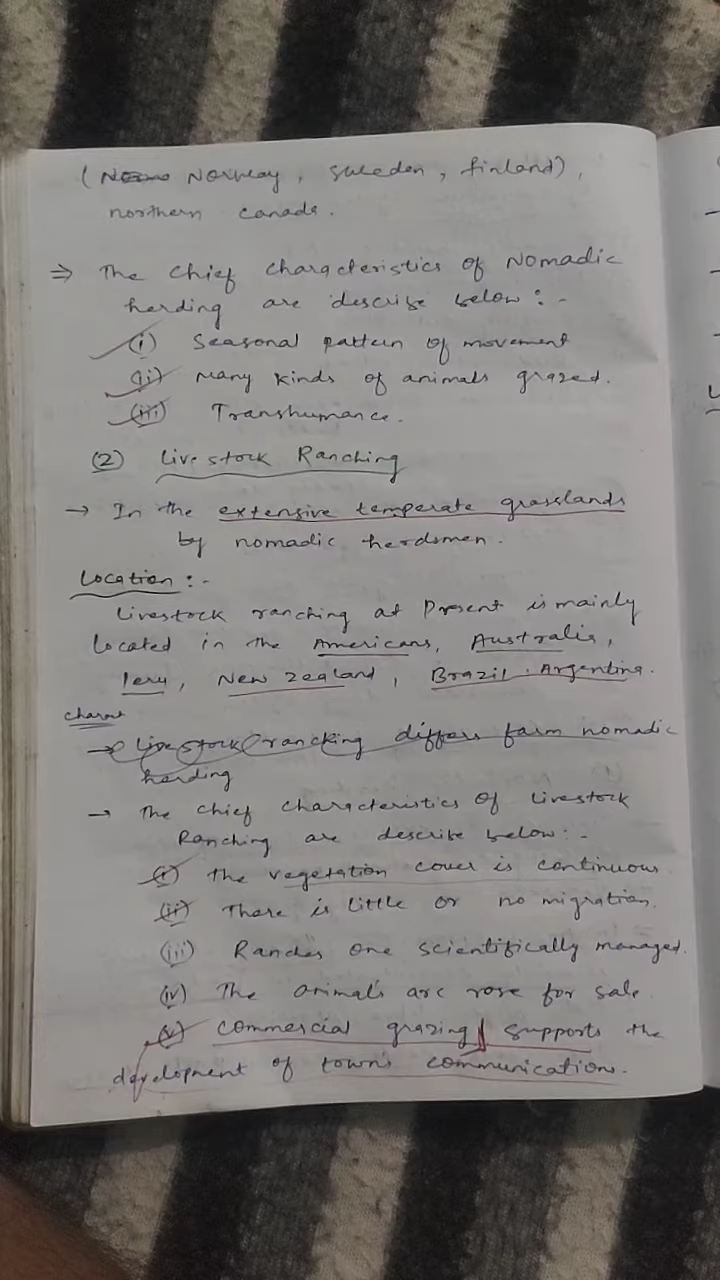 ( Norway, Sweden, finland),
northern canada.
⇒ The chief characteristics of Nomadic
herding are describe below :-
(i) Seasonal pattern of movement
(ii) Many kinds of animals grazed.
(iii) Transhumance.
(2) Livestock Ranching
→ In the extensive temperate grasslands
by nomadic herdsmen.
Location :-
Livestock ranching at Present is mainly
Located in the Americans, Australia,
New Zealand, Brazil. Argentina.
Charact
→ Livestock rancking differs farm nomadic
herding
→ The chief characteristics of Livestock
Ranching are describe below :-
(i) The vegetation cover is continuous
(ii) There is little or no migration.
(iii) Ranches one scientifically managed.
(iv) The animals are rose for sale.
(v) Commercial grazing supports the
development of town's communications.